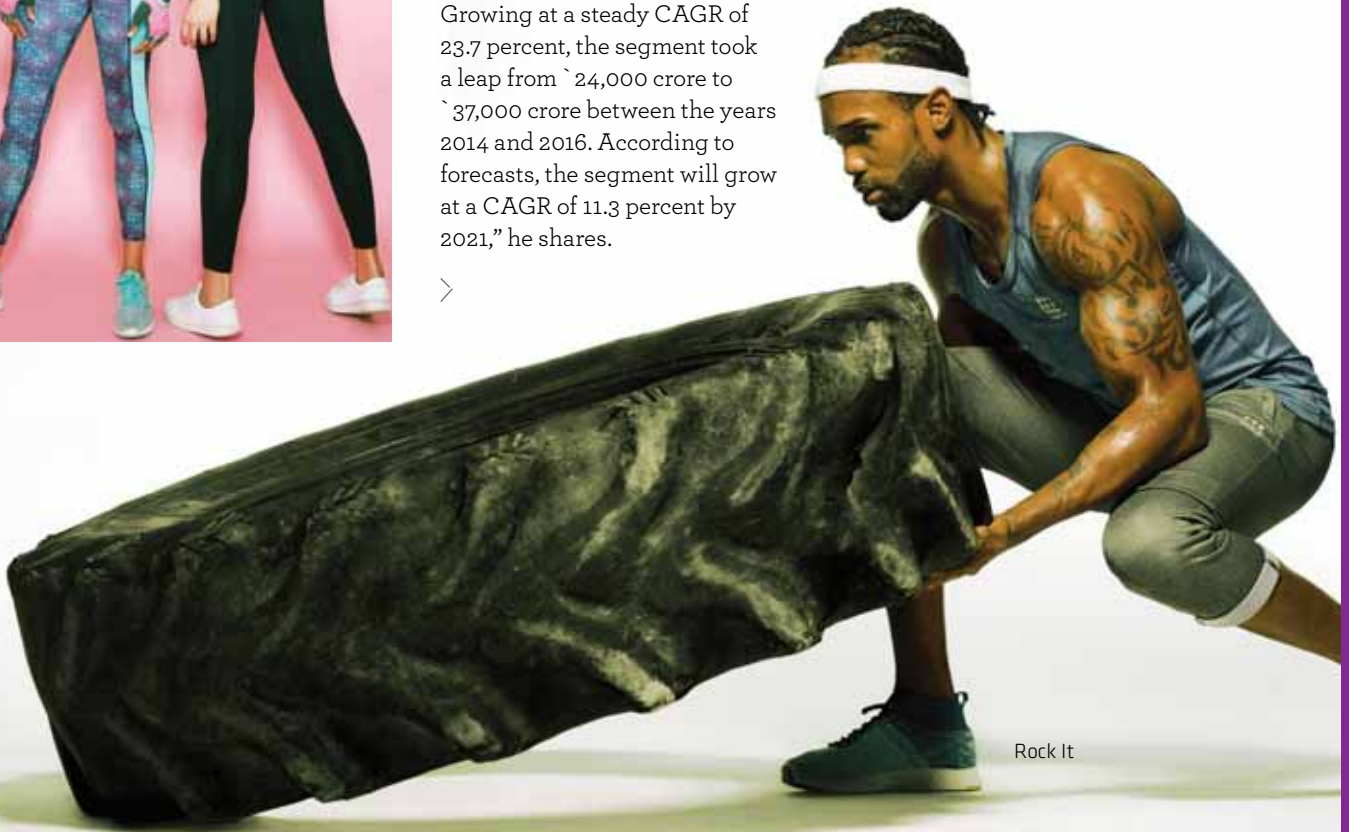 Growing at a steady CAGR of
23.7 percent, the segment took
a leap from `24,000 crore to
`37,000 crore between the years
2014 and 2016. According to
forecasts, the segment will grow
at a CAGR of 11.3 percent by
2021,” he shares.
Rock It